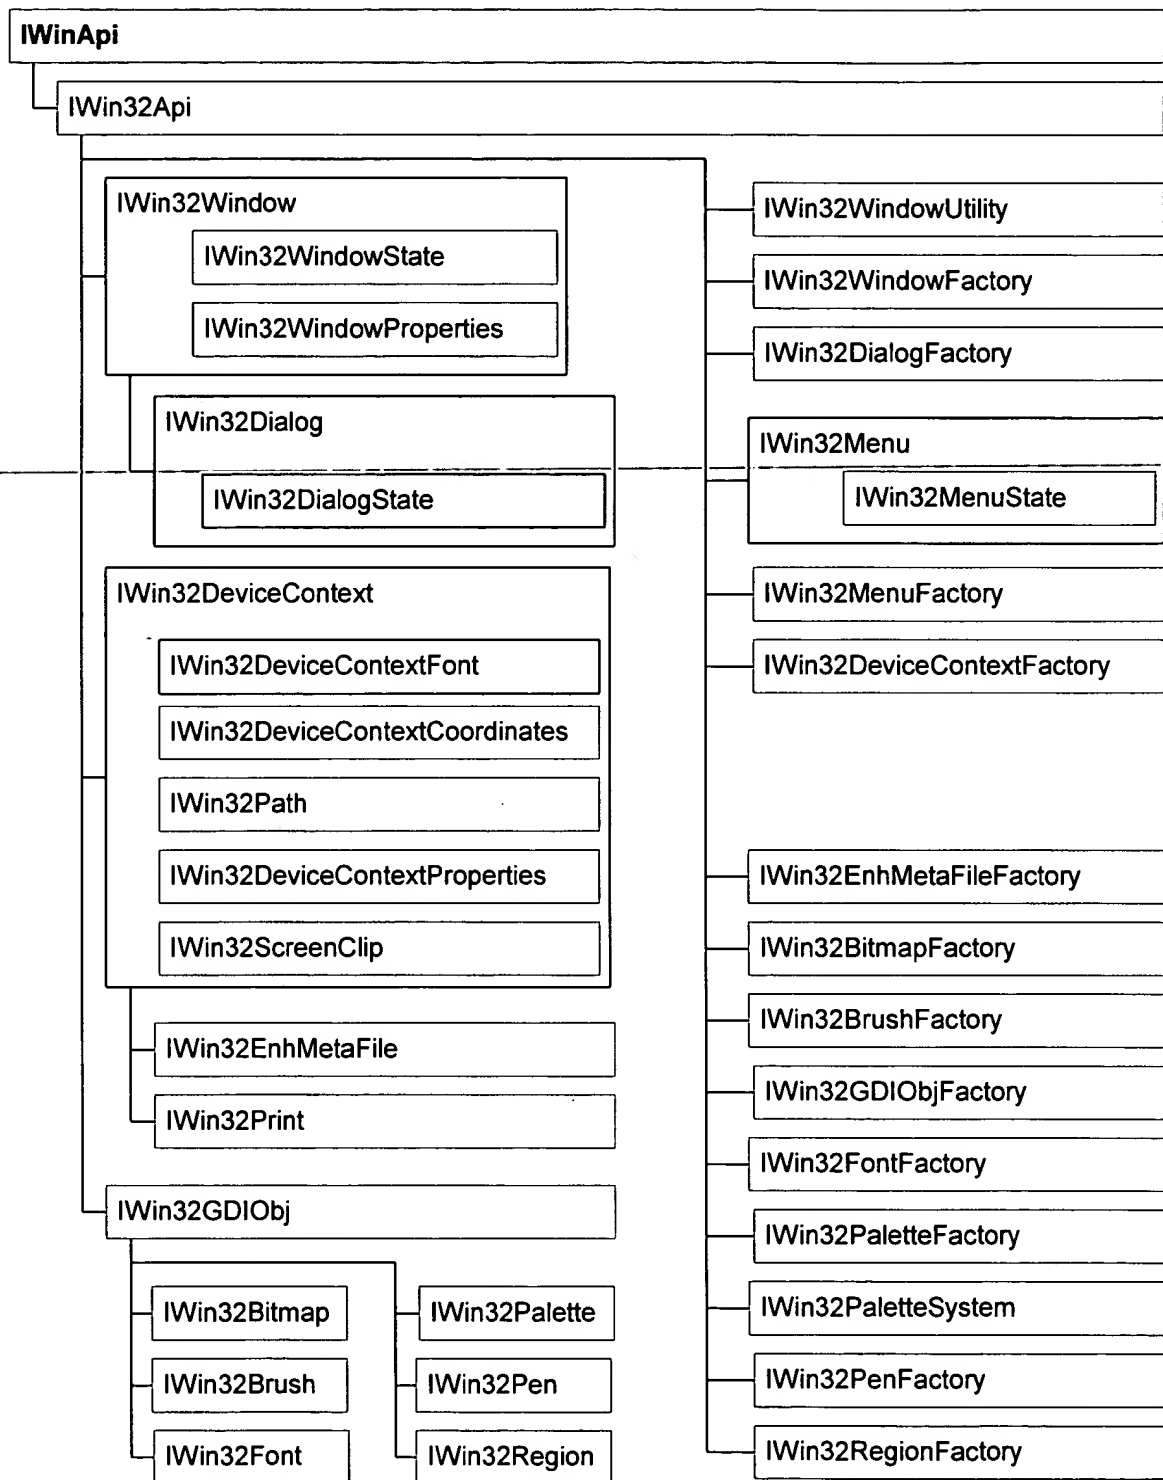 IWinApi
IWin32Api
IWin32Window
IWin32WindowState
IWin32WindowProperties
IWin32Dialog
IWin32DialogState
IWin32DeviceContext
IWin32DeviceContextFont
IWin32DeviceContextCoordinates
IWin32Path
IWin32DeviceContextProperties
IWin32ScreenClip
IWin32EnhMetaFile
IWin32Print
IWin32GDIObj
IWin32Bitmap
IWin32Brush
IWin32Font
IWin32Palette
IWin32Pen
IWin32Region
IWin32WindowUtility
IWin32WindowFactory
IWin32DialogFactory
IWin32Menu
IWin32MenuState
IWin32MenuFactory
IWin32DeviceContextFactory
IWin32EnhMetaFileFactory
IWin32BitmapFactory
IWin32BrushFactory
IWin32GDIObjFactory
IWin32FontFactory
IWin32PaletteFactory
IWin32PaletteSystem
IWin32PenFactory
IWin32RegionFactory